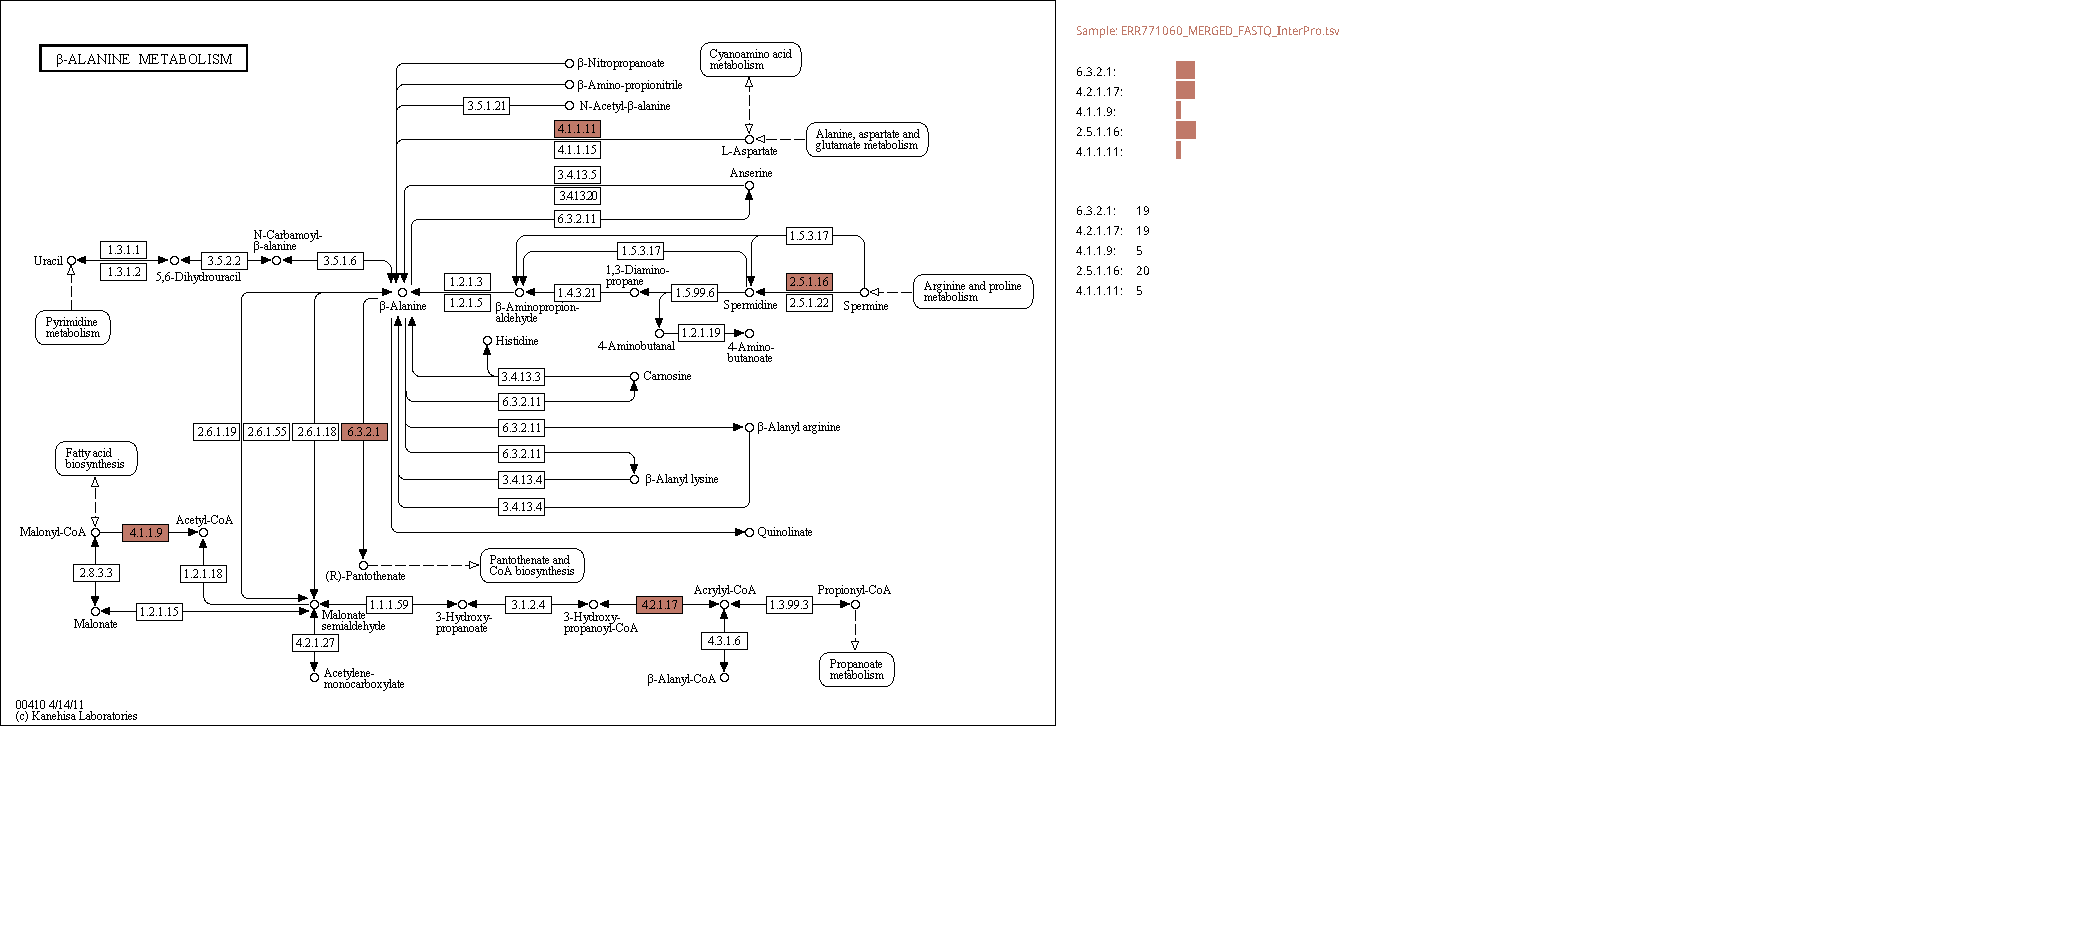 β-ALANINE METABOLISM
β-Nitropropanoate
β-Amino-propionitrile
3.5.1.21
N-Acetyl-β-alanine
Cyanoamino acid
metabolism
4.1.1.11
4.1.1.15
L-Aspartate
Alanine, aspartate and
glutamate metabolism
3.4.13.5
3.4.13.20
Anserine
6.3.2.11
N-Carbamoyl-
β-alanine
Uracil
1.3.1.1
1.3.1.2
5,6-Dihydrouracil
3.5.2.2
3.5.1.6
1.5.3.17
1.5.3.17
1,3-Diamino-
propane
1.2.1.3
1.2.1.5
1.4.3.21
1.5.99.6
2.5.1.16
2.5.1.22
β-Alanine
β-Aminopropion-
aldehyde
Spermidine
Spermine
Arginine and proline
metabolism
Pyrimidine
metabolism
1.2.1.19
4-Aminobutanal
4-Amino-
butanoate
Histidine
3.4.13.3
Carnosine
6.3.2.11
2.6.1.19
2.6.1.55
2.6.1.18
6.3.2.1
6.3.2.11
β-Alanyl arginine
6.3.2.11
3.4.13.4
β-Alanyl lysine
3.4.13.4
Fatty acid
biosynthesis
Malonyl-CoA
4.1.1.9
Acetyl-CoA
Quinolinate
2.8.3.3
1.2.1.18
(R)-Pantothenate
Pantothenate and
CoA biosynthesis
Malonate
1.2.1.15
Malonate
semialdehyde
1.1.1.59
3-Hydroxy-
propanoate
3.1.2.4
3-Hydroxy-
propanoyl-CoA
4.2.1.17
Acrylyl-CoA
1.3.99.3
Propionyl-CoA
4.2.1.27
4.3.1.6
Acetylene-
monocarboxylate
β-Alanyl-CoA
Propanoate
metabolism
00410 4/14/11
(c) Kanehisa Laboratories
Sample: ERR771060_MERGED_FASTQ_InterPro.tsv
6.3.2.1:
4.2.1.17:
4.1.1.9:
2.5.1.16:
4.1.1.11:
6.3.2.1: 19
4.2.1.17: 19
4.1.1.9: 5
2.5.1.16: 20
4.1.1.11: 5